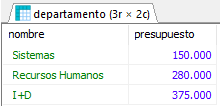 departamento (3r × 2c)
nombre presupuesto
Sistemas 150.000
Recursos Humanos 280.000
I+D 375.000